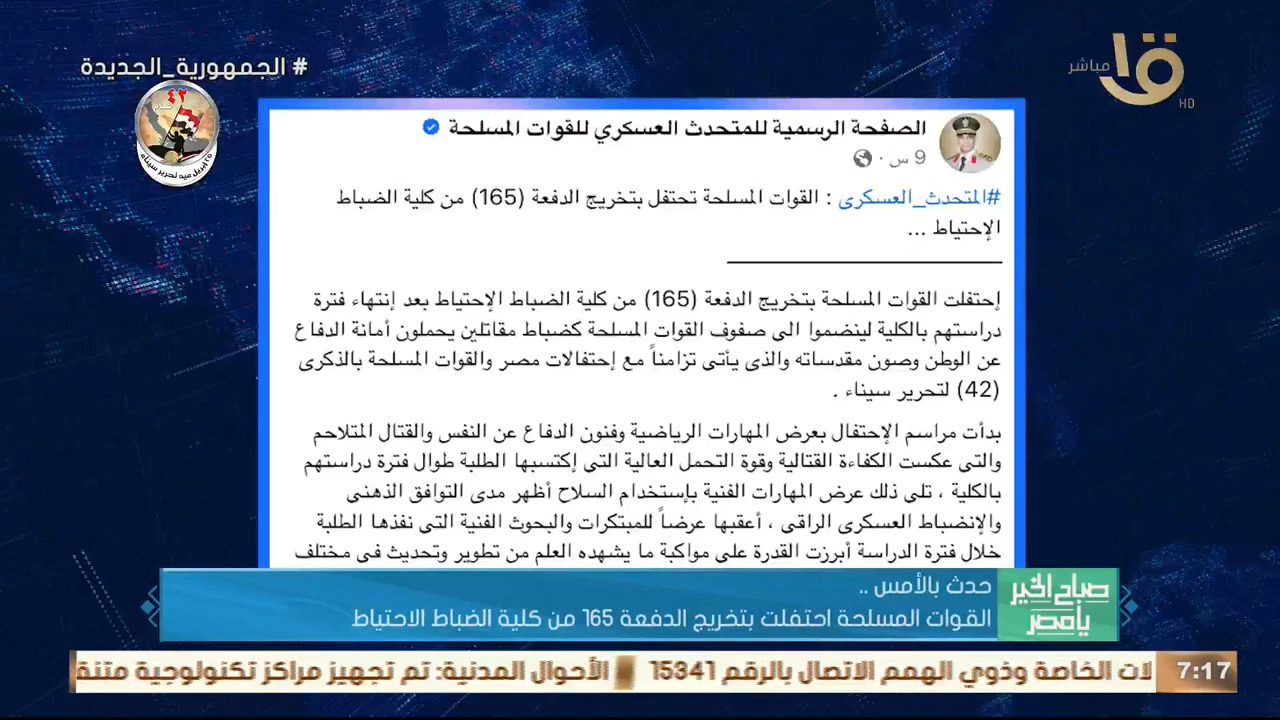 # الجمهورية_الجديدة
مباشر
HD
٤٢
٢٥ ابريل عيد تحرير سيناء
الصفحة الرسمية للمتحدث العسكري للقوات المسلحة
9 س ·
#المتحدث_العسكرى : القوات المسلحة تحتفل بتخريج الدفعة (165) من كلية الضباط
الإحتياط ...
إحتفلت القوات المسلحة بتخريج الدفعة (165) من كلية الضباط الإحتياط بعد إنتهاء فترة
دراستهم بالكلية لينضموا الى صفوف القوات المسلحة كضباط مقاتلين يحملون أمانة الدفاع
عن الوطن وصون مقدساته والذى يأتى تزامناً مع إحتفالات مصر والقوات المسلحة بالذكرى
(42) لتحرير سيناء .
بدأت مراسم الإحتفال بعرض المهارات الرياضية وفنون الدفاع عن النفس والقتال المتلاحم
والتى عكست الكفاءة القتالية وقوة التحمل العالية التى إكتسبها الطلبة طوال فترة دراستهم
بالكلية ، تلى ذلك عرض المهارات الفنية بإستخدام السلاح أظهر مدى التوافق الذهنى
والإنضباط العسكرى الراقى ، أعقبها عرضاً للمبتكرات والبحوث الفنية التى نفذها الطلبة
خلال فترة الدراسة أبرزت القدرة على مواكبة ما يشهده العلم من تطوير وتحديث فى مختلف
صباح الخير
يا مصر
حدث بالأمس ..
القوات المسلحة احتفلت بتخريج الدفعة 165 من كلية الضباط الاحتياط
7:17
لات الخاصة وذوي الهمم الاتصال بالرقم 15341 الأحوال المدنية: تم تجهيز مراكز تكنولوجية متنة